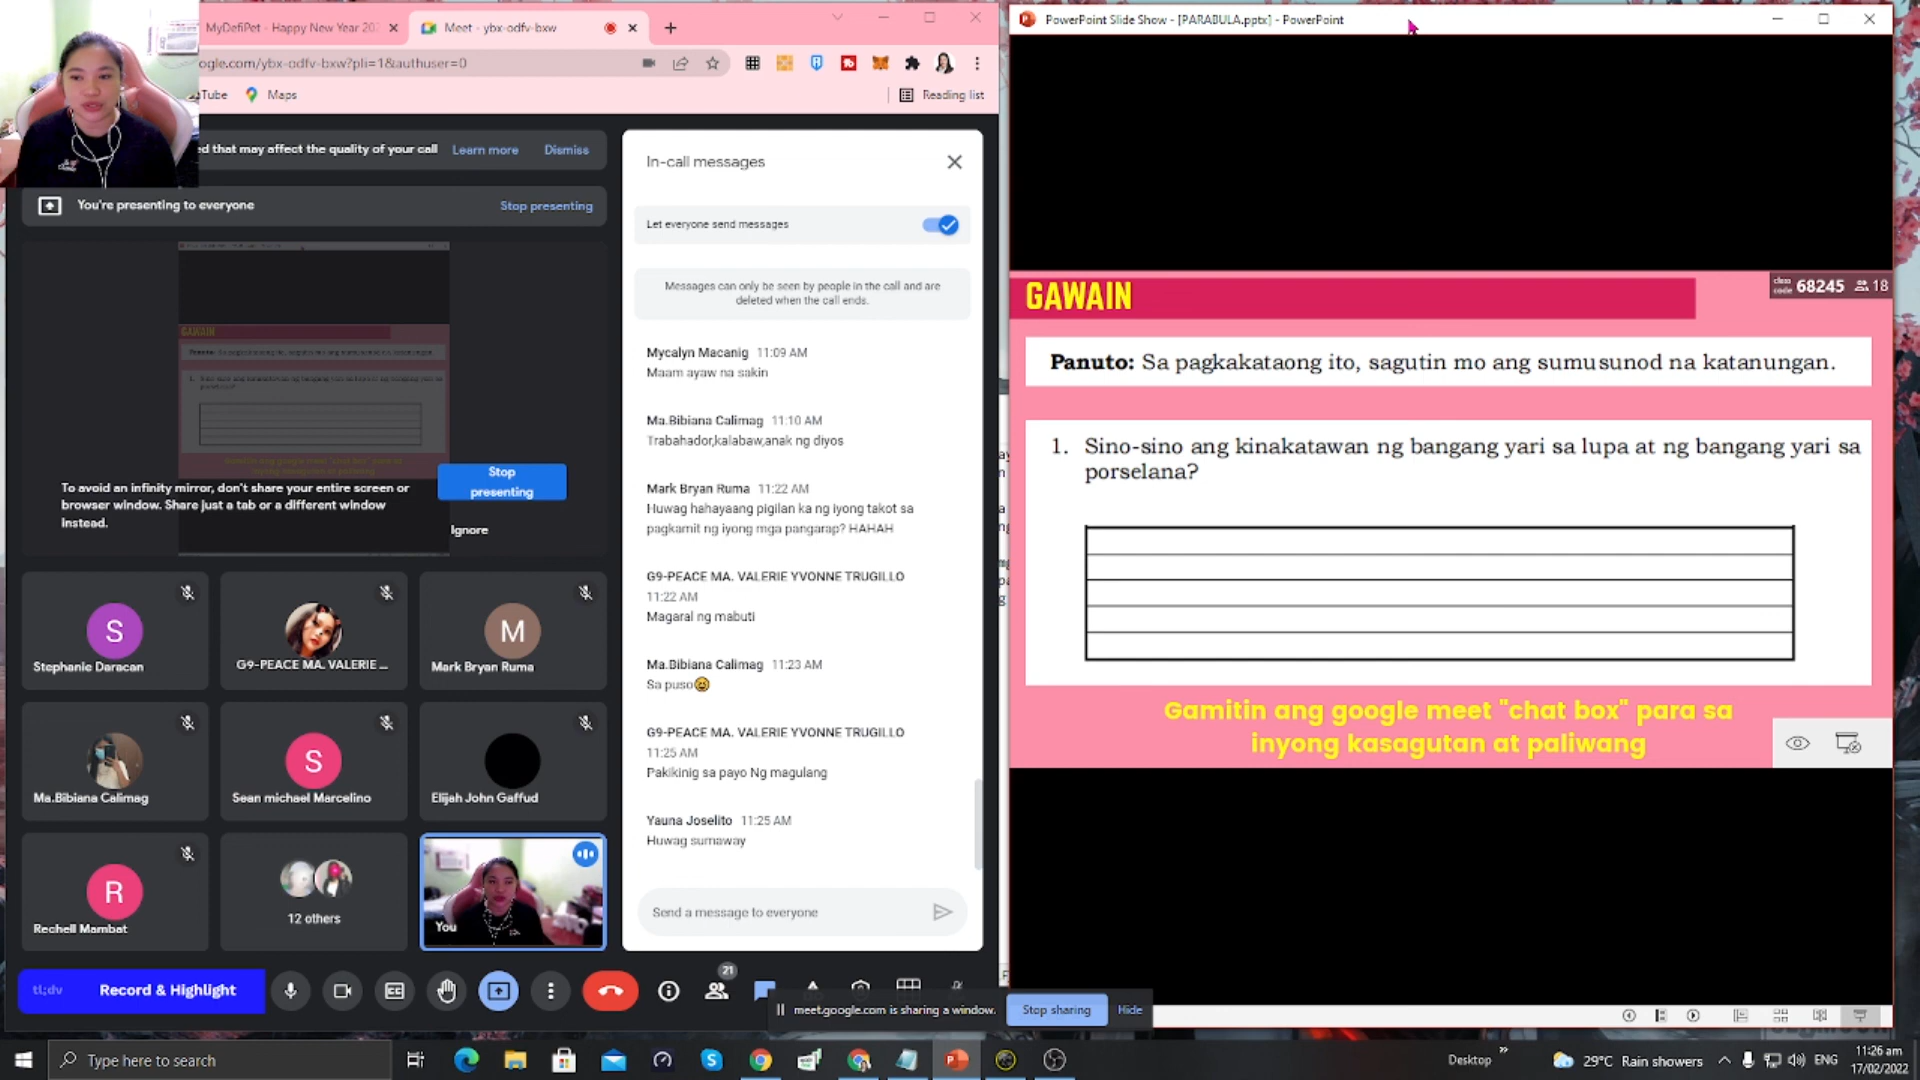 MyDefiPet - Happy New Year 202
Meet - ybx-odfv-bxw
ogle.com/ybx-odfv-bxw?pli=1&authuser=0
uTube
Maps
Reading list
ed that may affect the quality of your call
Learn more
Dismiss
You're presenting to everyone
Stop presenting
To avoid an infinity mirror, don't share your entire screen or
browser window. Share just a tab or a different window
instead.
Stop
presenting
Ignore
S
Stephanie Daracan
G9-PEACE MA. VALERIE ...
M
Mark Bryan Ruma
Ma.Bibiana Calimag
S
Sean michael Marcelino
Elijah John Gaffud
R
Rechell Mambat
12 others
You
tl;dv
Record & Highlight
21
In-call messages
Let everyone send messages
Messages can only be seen by people in the call and are
deleted when the call ends.
Mycalyn Macanig 11:09 AM
Maam ayaw na sakin
Ma.Bibiana Calimag 11:10 AM
Trabahador,kalabaw,anak ng diyos
Mark Bryan Ruma 11:22 AM
Huwag hahayaang pigilan ka ng iyong takot sa
pagkamit ng iyong mga pangarap? HAHAH
G9-PEACE MA. VALERIE YVONNE TRUGILLO
11:22 AM
Magaral ng mabuti
Ma.Bibiana Calimag 11:23 AM
Sa puso😄
G9-PEACE MA. VALERIE YVONNE TRUGILLO
11:25 AM
Pakikinig sa payo Ng magulang
Yauna Joselito 11:25 AM
Huwag sumaway
Send a message to everyone
meet.google.com is sharing a window.
Stop sharing
Hide
PowerPoint Slide Show - [PARABULA.pptx] - PowerPoint
GAWAIN
class
code 68245 18
Panuto: Sa pagkakataong ito, sagutin mo ang sumusunod na katanungan.
1. Sino-sino ang kinakatawan ng bangang yari sa lupa at ng bangang yari sa
porselana?
Gamitin ang google meet "chat box" para sa
inyong kasagutan at paliwang
Type here to search
Desktop
29°C Rain showers
ENG
11:26 am
17/02/2022